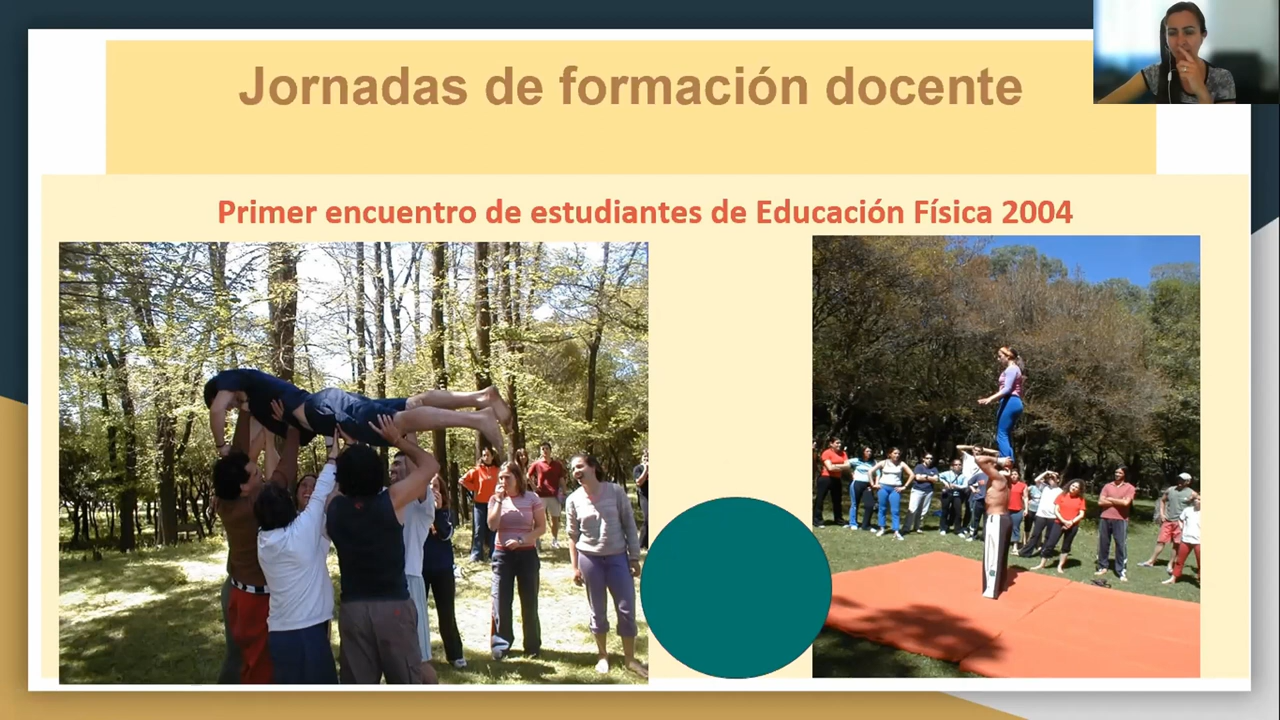 Jornadas de formación docente
Primer encuentro de estudiantes de Educación Física 2004